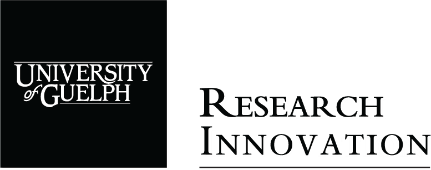 UNIVERSITY
of GUELPH
RESEARCH
INNOVATION